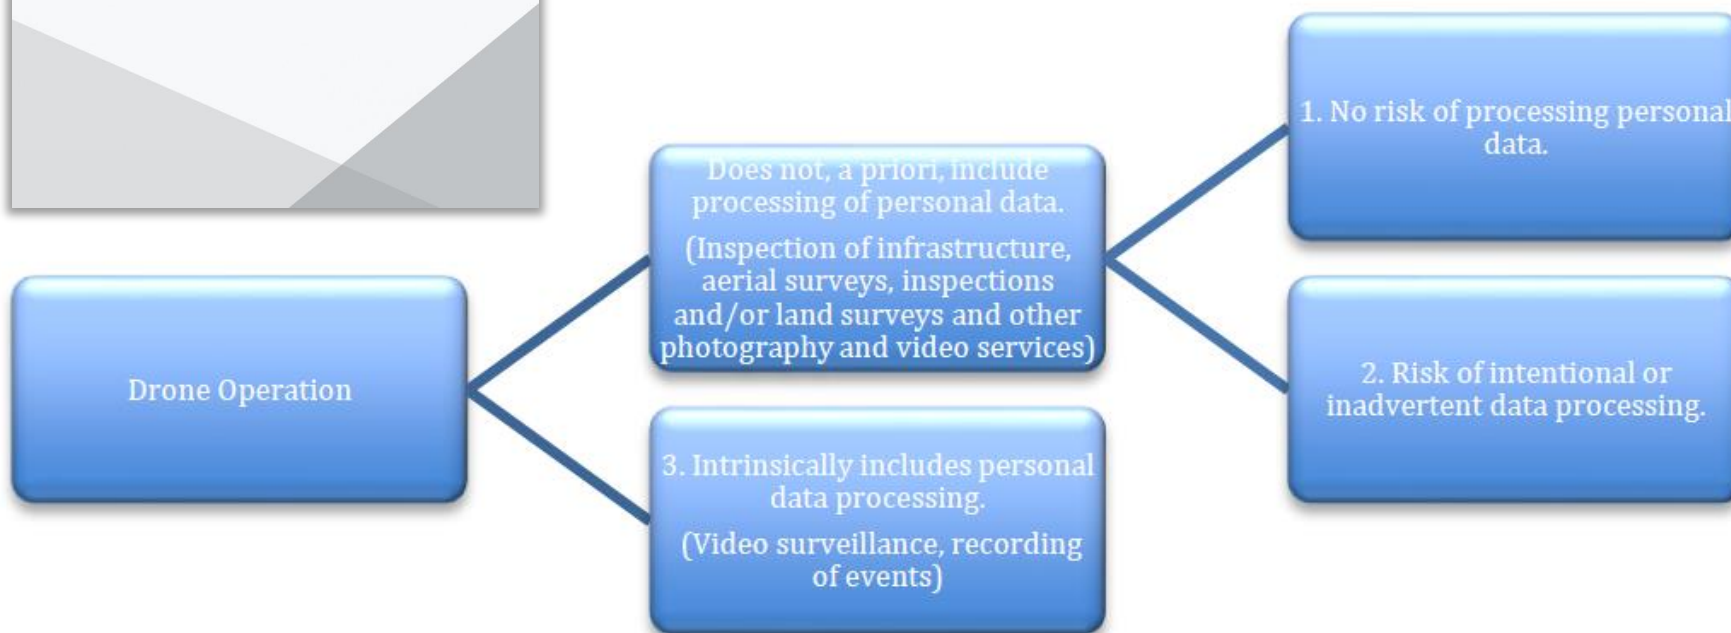 Drone Operation
Does not, a priori, include
processing of personal data.
(Inspection of infrastructure,
aerial surveys, inspections
and/or land surveys and other
photography and video services)
3. Intrinsically includes personal
data processing.
(Video surveillance, recording
of events)
1. No risk of processing personal
data.
2. Risk of intentional or
inadvertent data processing.